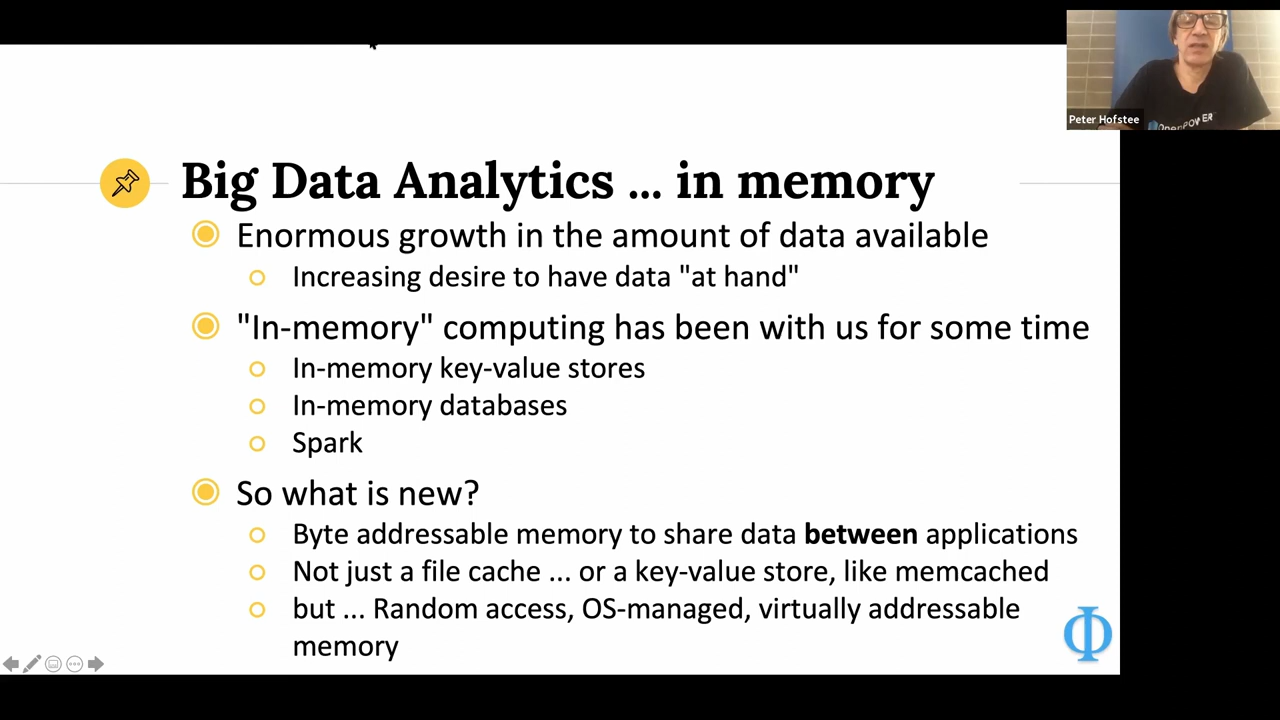 Peter Hofstee
OpenPOWER
Big Data Analytics ... in memory
Enormous growth in the amount of data available
Increasing desire to have data "at hand"
"In-memory" computing has been with us for some time
In-memory key-value stores
In-memory databases
Spark
So what is new?
Byte addressable memory to share data between applications
Not just a file cache ... or a key-value store, like memcached
but ... Random access, OS-managed, virtually addressable
memory
Φ